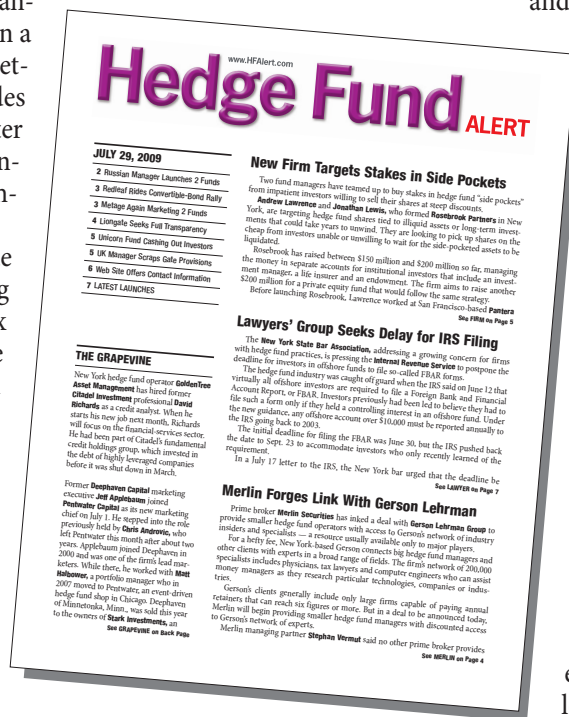 an-
n a
et-
les
ter
n-
n-
e
g
x
e
and
e
l
www.HFAlert.com
Hedge Fund ALERT
JULY 29, 2009
2 Russian Manager Launches 2 Funds
3 Redleaf Rides Convertible-Bond Rally
3 Metage Again Marketing 2 Funds
4 Liongate Seeks Full Transparency
5 Unicorn Fund Cashing Out Investors
5 UK Manager Scraps Gate Provisions
6 Web Site Offers Contact Information
7 LATEST LAUNCHES
THE GRAPEVINE
New York hedge fund operator GoldenTree
Asset Management has hired former
Citadel Investment professional David
Richards as a credit analyst. When he
starts his new job next month, Richards
will focus on the financial-services sector.
He had been part of Citadel's fundamental
credit holdings group, which invested in
the debt of highly leveraged companies
before it was shut down in March.
Former Deephaven Capital marketing
executive Jeff Applebaum joined
Pentwater Capital as its new marketing
chief on July 1. He stepped into the role
previously held by Chris Androvic, who
left Pentwater this month after about two
years. Applebaum joined Deephaven in
2000 and was one of the firm's lead mar-
keters. While there, he worked with Matt
Halbower, a portfolio manager who in
2007 moved to Pentwater, an event-driven
hedge fund shop in Chicago. Deephaven
of Minnetonka, Minn., was sold this year
to the owners of Stark Investments, an
See GRAPEVINE on Back Page
New Firm Targets Stakes in Side Pockets
Two fund managers have teamed up to buy stakes in hedge fund "side pockets"
from impatient investors willing to sell their shares at steep discounts.
Andrew Lawrence and Jonathan Lewis, who formed Rosebrook Partners in New
York, are targeting hedge fund shares tied to illiquid assets or long-term invest-
ments that could take years to unwind. They are looking to pick up shares on the
cheap from investors unable or unwilling to wait for the side-pocketed assets to be
liquidated.
Rosebrook has raised between $150 million and $200 million so far, managing
the money in separate accounts for institutional investors that include an invest-
ment manager, a life insurer and an endowment. The firm aims to raise another
$200 million for a private equity fund that would follow the same strategy.
Before launching Rosebrook, Lawrence worked at San Francisco-based Pantera
See FIRM on Page 5
Lawyers' Group Seeks Delay for IRS Filing
The New York State Bar Association, addressing a growing concern for firms
with hedge fund practices, is pressing the Internal Revenue Service to postpone the
deadline for investors in offshore funds to file so-called FBAR forms.
The hedge fund industry was caught off guard when the IRS said on June 12 that
virtually all offshore investors are required to file a Foreign Bank and Financial
Account Report, or FBAR. Investors previously had been led to believe they had to
file such a form only if they held a controlling interest in an offshore fund. Under
the new guidance, any offshore account over $10,000 must be reported annually to
the IRS going back to 2003.
The initial deadline for filing the FBAR was June 30, but the IRS pushed back
the date to Sept. 23 to accommodate investors who only recently learned of the
requirement.
In a July 17 letter to the IRS, the New York bar urged that the deadline be
See LAWYER on Page 7
Merlin Forges Link With Gerson Lehrman
Prime broker Merlin Securities has inked a deal with Gerson Lehrman Group to
provide smaller hedge fund operators with access to Gerson's network of industry
insiders and specialists — a resource usually available only to major players.
For a hefty fee, New York-based Gerson connects big hedge fund managers and
other clients with experts in a broad range of fields. The firm's network of 200,000
specialists includes physicians, tax lawyers and computer engineers who can assist
money managers as they research particular technologies, companies or indus-
tries.
Gerson's clients generally include only large firms capable of paying annual
retainers that can reach six figures or more. But in a deal to be announced today,
Merlin will begin providing smaller hedge fund managers with discounted access
to Gerson's network of experts.
Merlin managing partner Stephan Vermut said no other prime broker provides
See MERLIN on Page 4